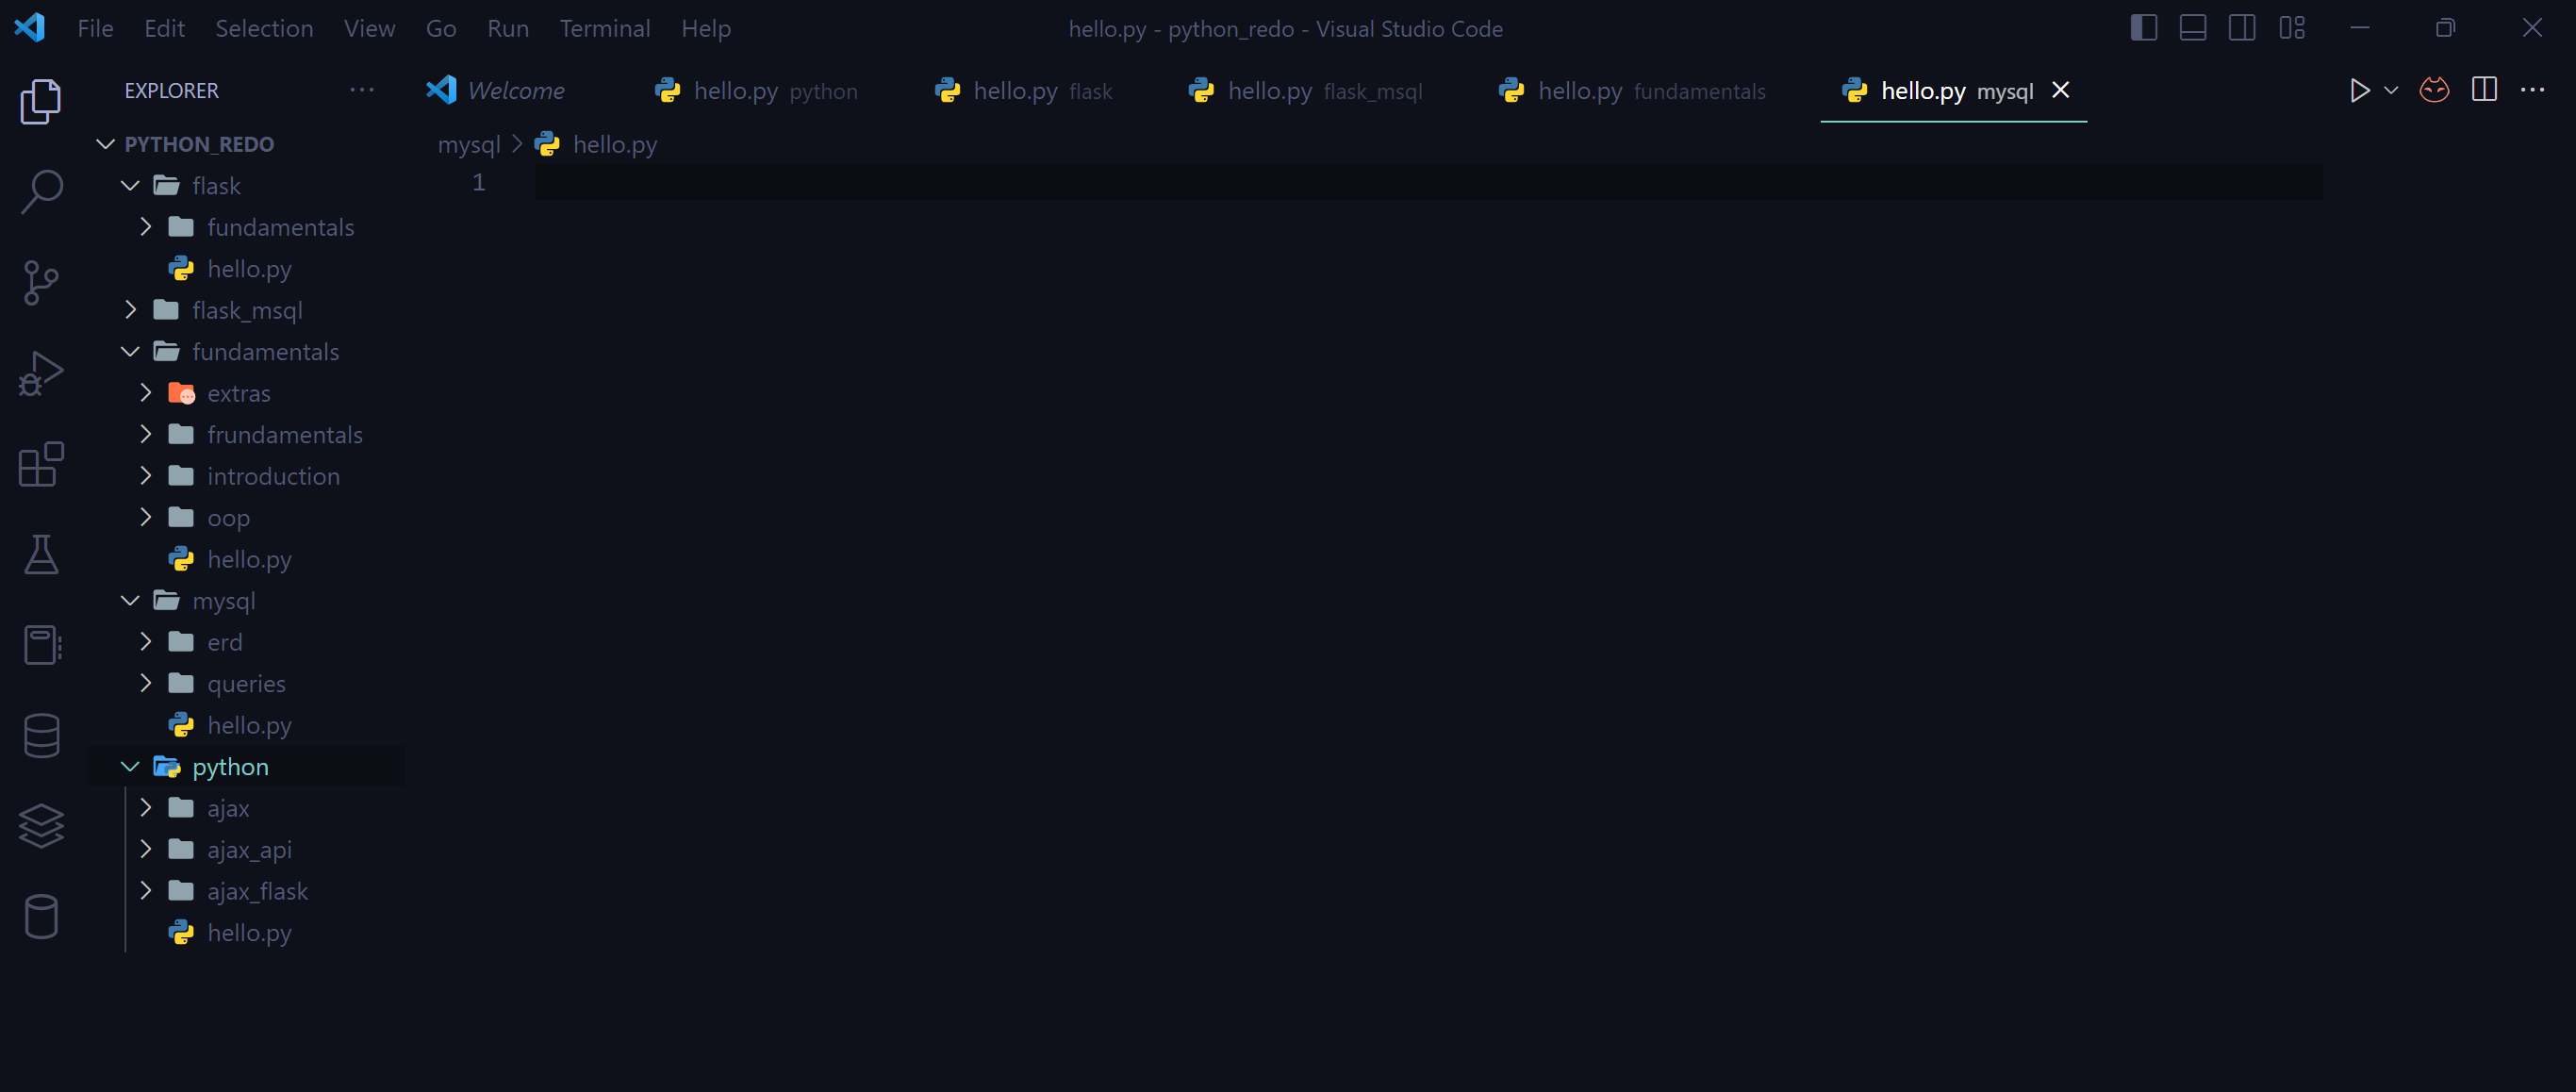 File Edit Selection View Go Run Terminal Help hello.py - python_redo - Visual Studio Code
EXPLORER
Welcome hello.py python hello.py flask hello.py flask_msql hello.py fundamentals hello.py mysql
PYTHON_REDO
mysql > hello.py
1
flask
fundamentals
hello.py
flask_msql
fundamentals
extras
frundamentals
introduction
oop
hello.py
mysql
erd
queries
hello.py
python
ajax
ajax_api
ajax_flask
hello.py